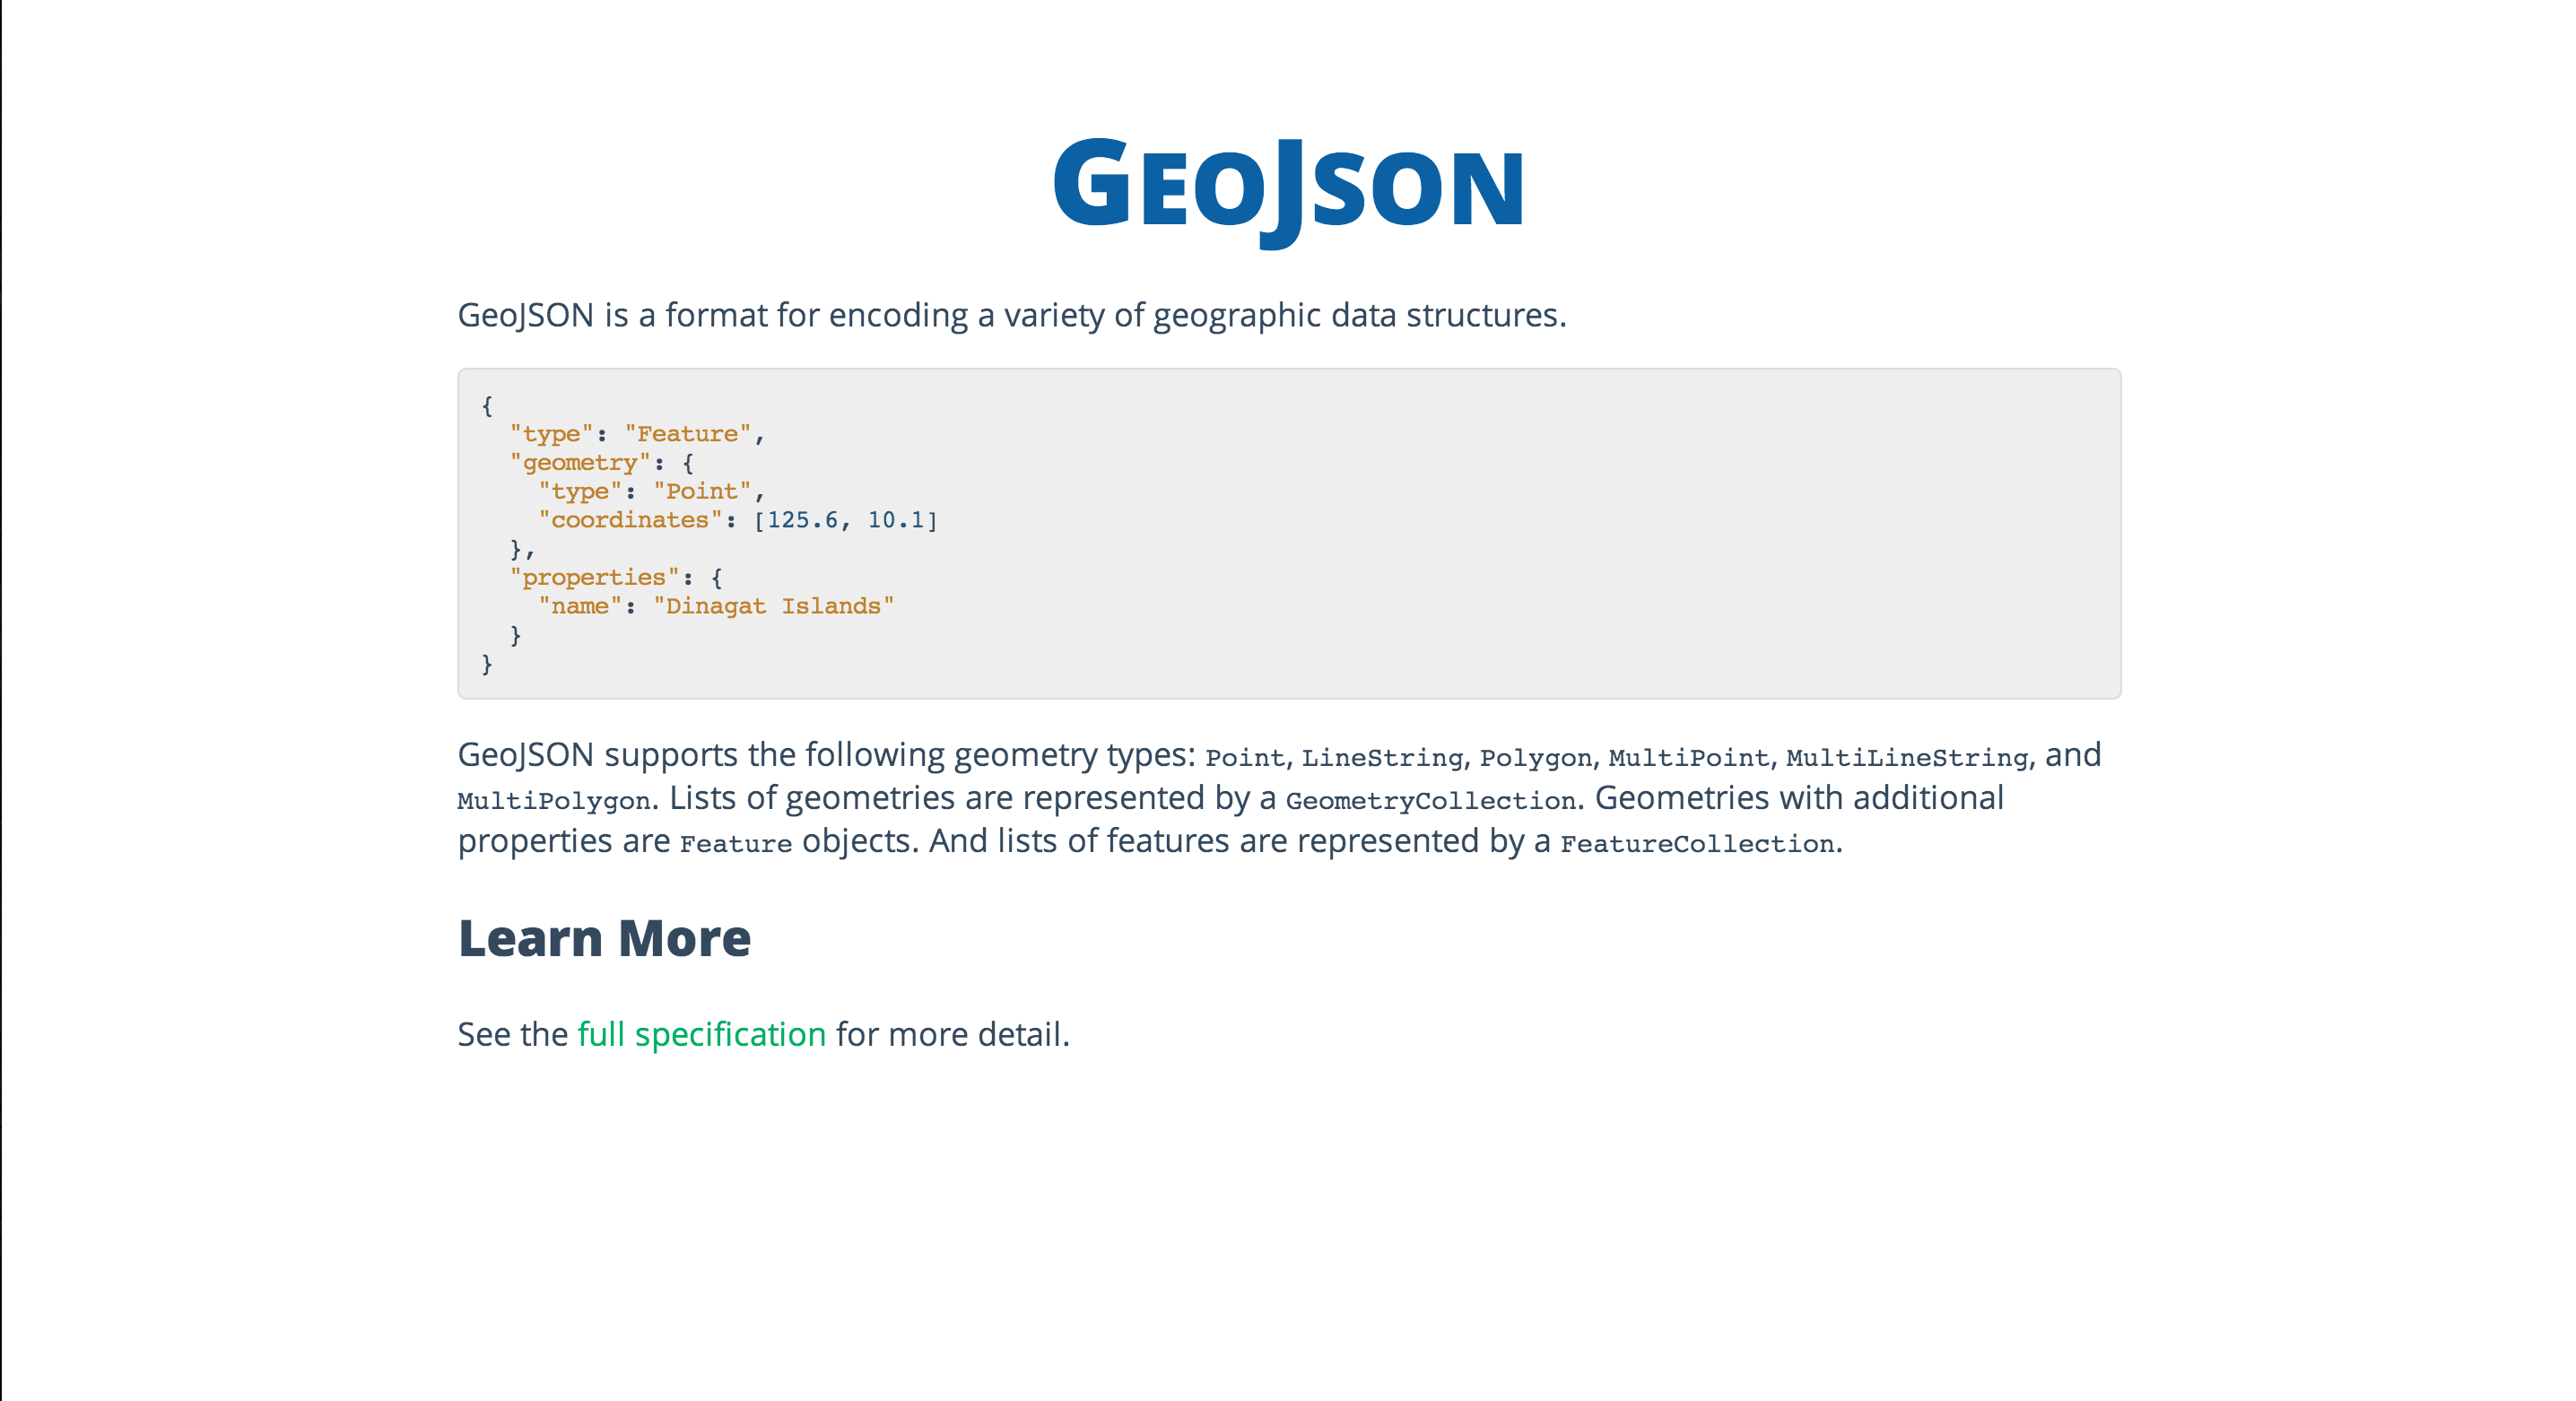 GEOJSON
GeoJSON is a format for encoding a variety of geographic data structures.
{
  "type": "Feature",
  "geometry": {
    "type": "Point",
    "coordinates": [125.6, 10.1]
  },
  "properties": {
    "name": "Dinagat Islands"
  }
}
GeoJSON supports the following geometry types: Point, LineString, Polygon, MultiPoint, MultiLineString, and
MultiPolygon. Lists of geometries are represented by a GeometryCollection. Geometries with additional
properties are Feature objects. And lists of features are represented by a FeatureCollection.
Learn More
See the full specification for more detail.